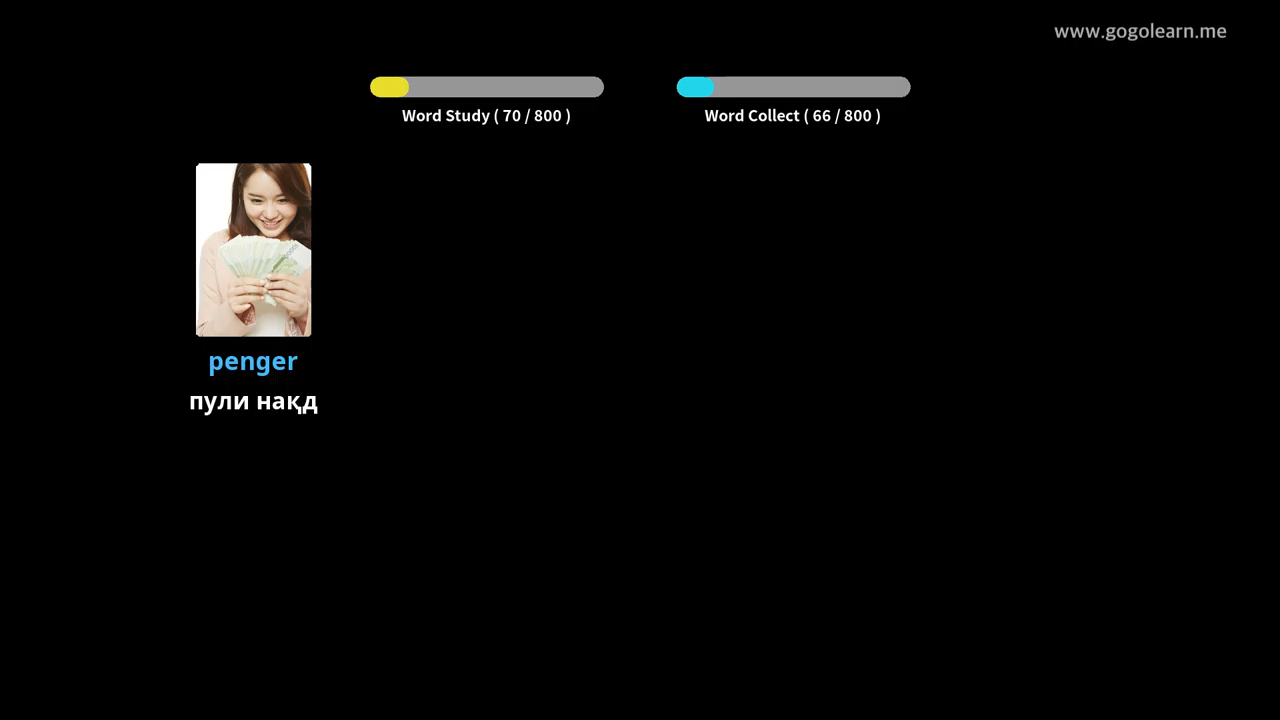 www.gogolearn.me
Word Study ( 70 / 800 )
Word Collect ( 66 / 800 )
penger
пули нақд